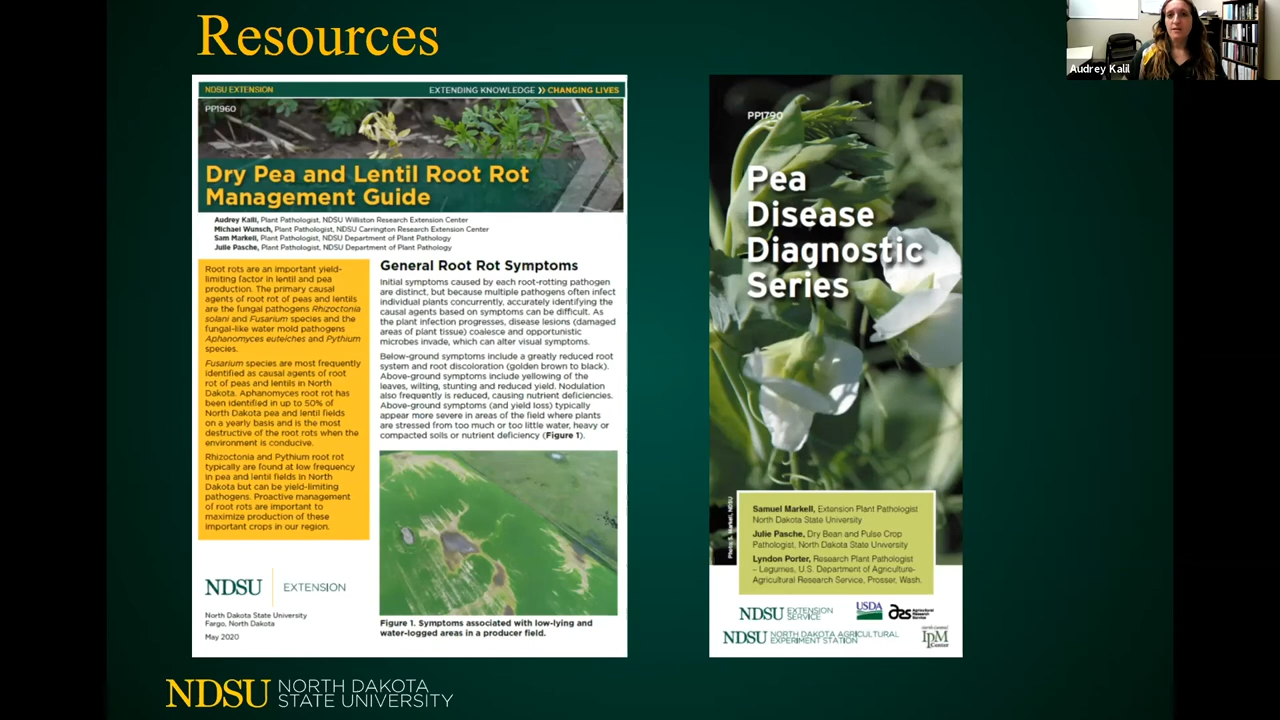 Resources
Audrey Kalil
NDSU EXTENSION
EXTENDING KNOWLEDGE » CHANGING LIVES
PP1960
Dry Pea and Lentil Root Rot
Management Guide
Audrey Kalil, Plant Pathologist, NDSU Williston Research Extension Center
Michael Wunsch, Plant Pathologist, NDSU Carrington Research Extension Center
Sam Markell, Plant Pathologist, NDSU Department of Plant Pathology
Julie Pasche, Plant Pathologist, NDSU Department of Plant Pathology
Root rots are an important yield-
limiting factor in lentil and pea
production. The primary causal
agents of root rot of peas and lentils
are the fungal pathogens Rhizoctonia
solani and Fusarium species and the
fungal-like water mold pathogens
Aphanomyces euteiches and Pythium
species.
Fusarium species are most frequently
identified as causal agents of root
rot of peas and lentils in North
Dakota. Aphanomyces root rot has
been identified in up to 50% of
North Dakota pea and lentil fields
on a yearly basis and is the most
destructive of the root rots when the
environment is conducive.
Rhizoctonia and Pythium root rot
typically are found at low frequency
in pea and lentil fields in North
Dakota but can be yield-limiting
pathogens. Proactive management
of root rots are important to
maximize production of these
important crops in our region.
NDSU EXTENSION
North Dakota State University
Fargo, North Dakota
May 2020
General Root Rot Symptoms
Initial symptoms caused by each root-rotting pathogen
are distinct, but because multiple pathogens often infect
individual plants concurrently, accurately identifying the
causal agents based on symptoms can be difficult. As
the plant infection progresses, disease lesions (damaged
areas of plant tissue) coalesce and opportunistic
microbes invade, which can alter visual symptoms.
Below-ground symptoms include a greatly reduced root
system and root discoloration (golden brown to black).
Above-ground symptoms include yellowing of the
leaves, wilting, stunting and reduced yield. Nodulation
also frequently is reduced, causing nutrient deficiencies.
Above-ground symptoms (and yield loss) typically
appear more severe in areas of the field where plants
are stressed from too much or too little water, heavy or
compacted soils or nutrient deficiency (Figure 1).
Figure 1. Symptoms associated with low-lying and
water-logged areas in a producer field.
PP1790
Pea
Disease
Diagnostic
Series
Photo: S. Markell, NDSU
Samuel Markell, Extension Plant Pathologist
North Dakota State University
Julie Pasche, Dry Bean and Pulse Crop
Pathologist, North Dakota State University
Lyndon Porter, Research Plant Pathologist
– Legumes, U.S. Department of Agriculture-
Agricultural Research Service, Prosser, Wash.
NDSU EXTENSION
SERVICE
USDA
ars Agricultural
Research
Service
NDSU NORTH DAKOTA AGRICULTURAL
EXPERIMENT STATION
North Central
IPM
Center
NDSU NORTH DAKOTA
STATE UNIVERSITY